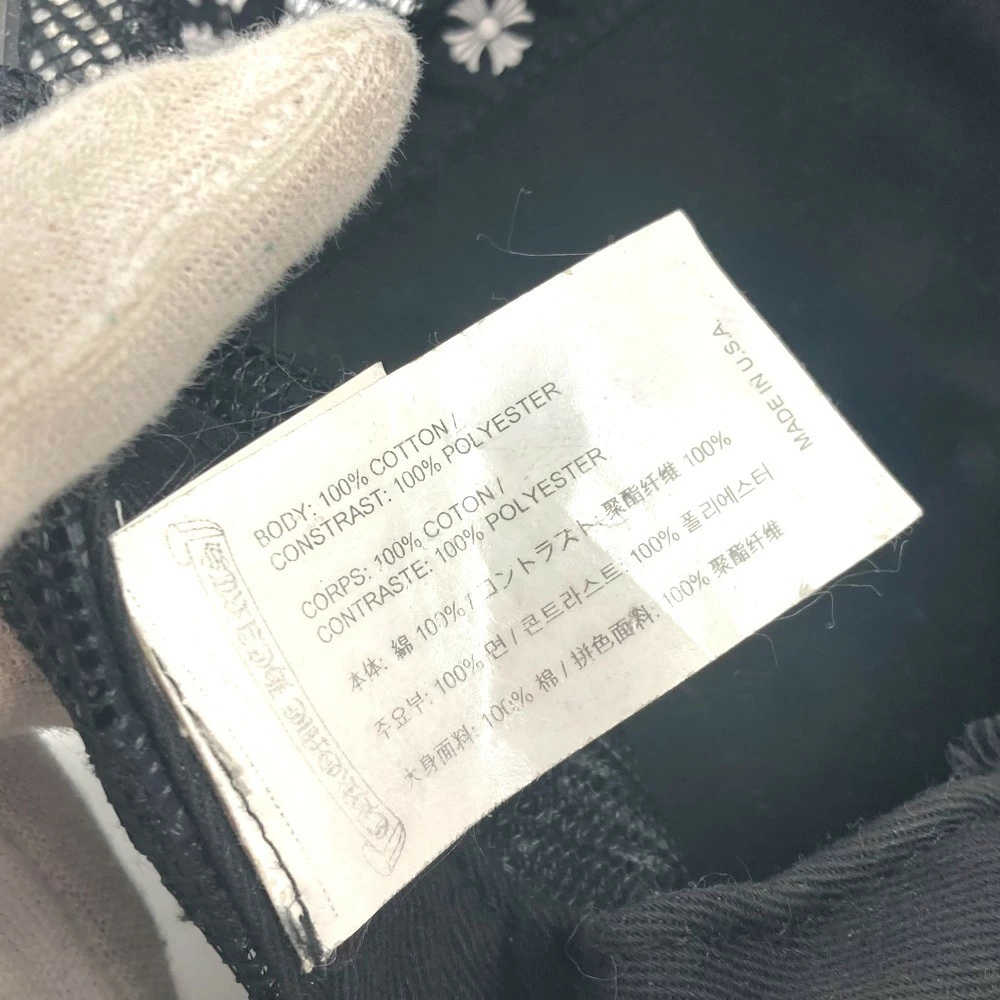 BODY: 100% COTTON /
CONTRAST: 100% POLYESTER
CORPS: 100% COTON /
CONTRASTE: 100% POLYESTER
本体: 綿 100% / コントラスト: 聚酯纤维 100%
주요부: 100% 면 / 콘트라스트: 100% 폴리에스터
大身面料: 100% 棉 / 拼色面料: 100% 聚酯纤维
MADE IN U.S.A.
CHROME HEARTS